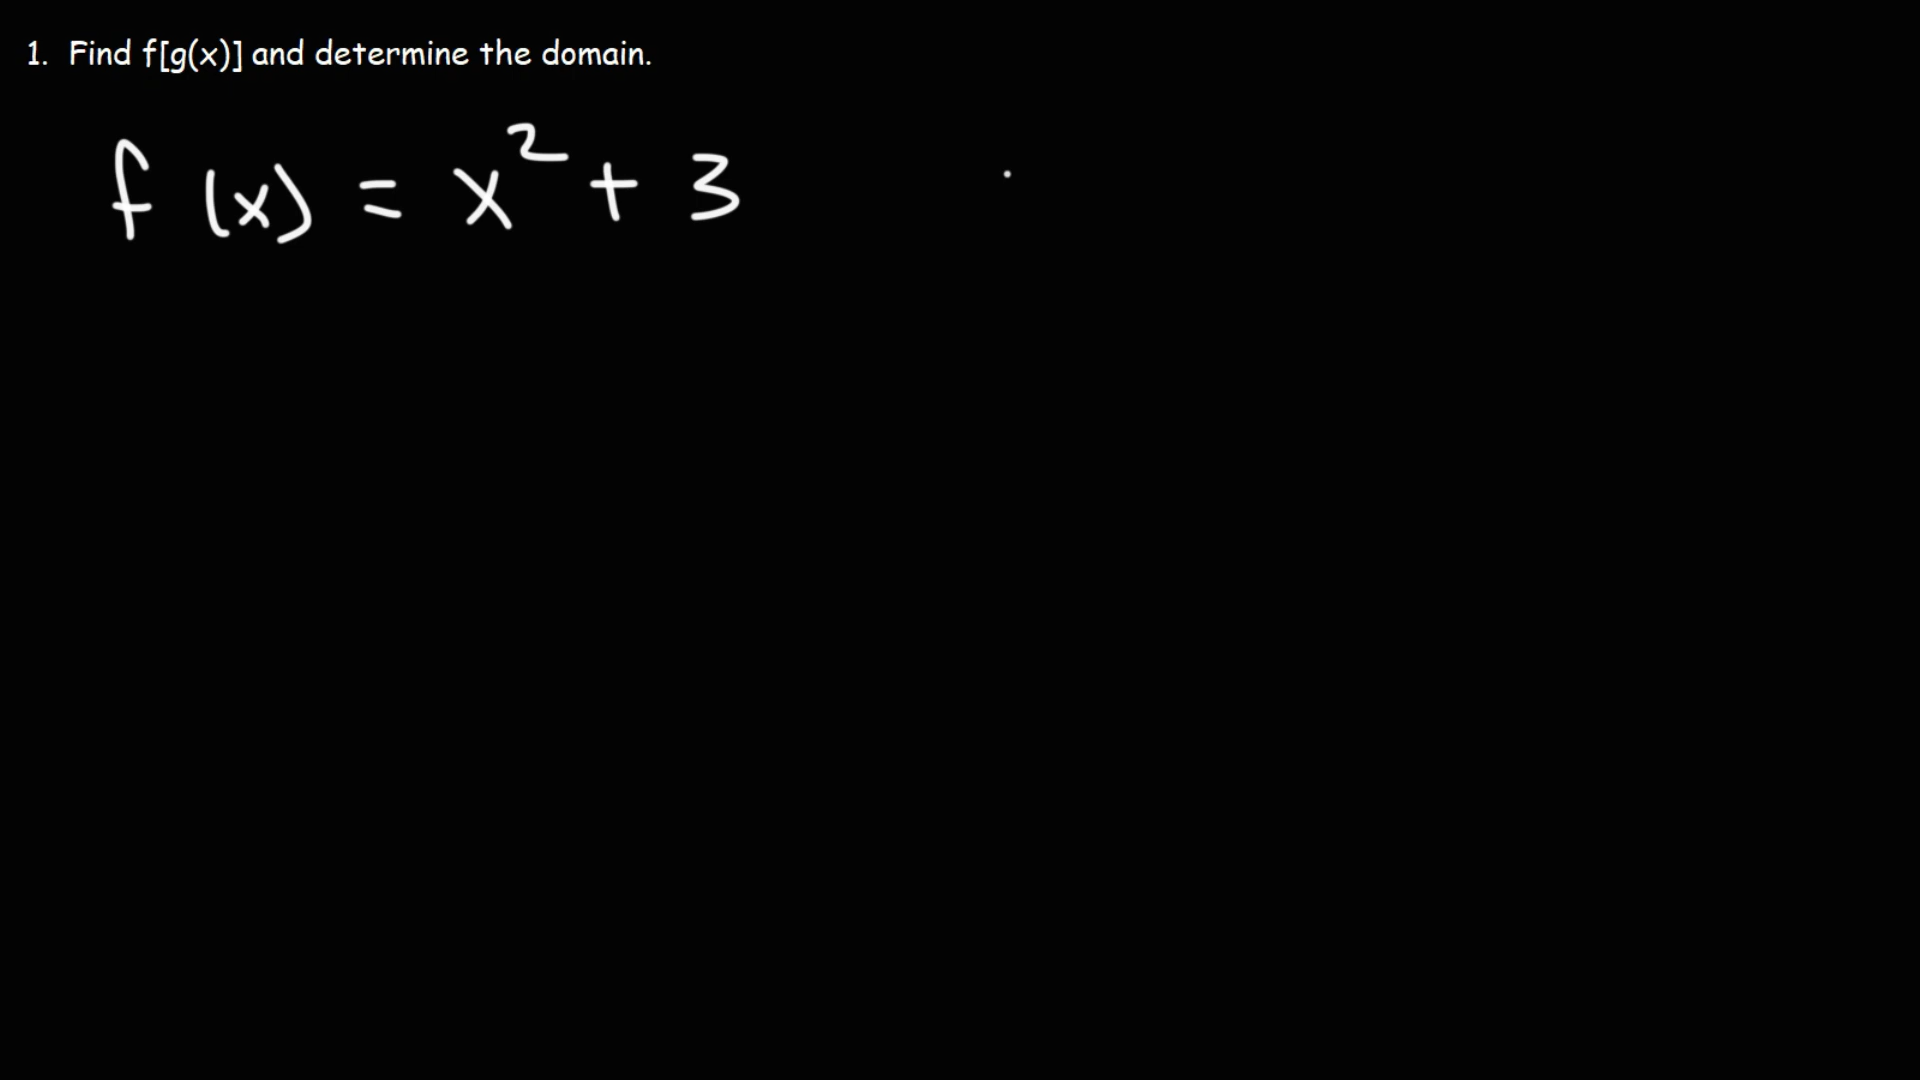 1. Find f[g(x)] and determine the domain.
f (x) = x² + 3